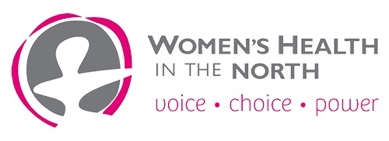 WOMEN'S HEALTH
IN THE NORTH
voice • choice • power